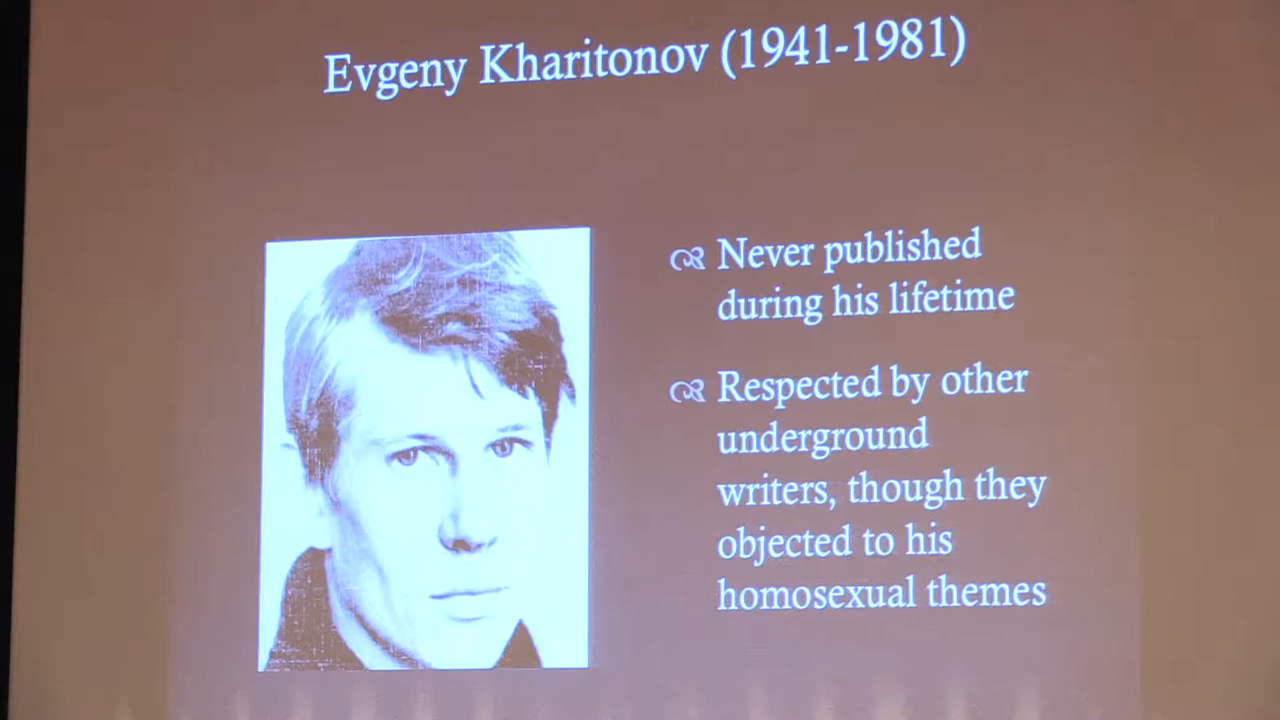 Evgeny Kharitonov (1941-1981)
Never published
during his lifetime
Respected by other
underground
writers, though they
objected to his
homosexual themes